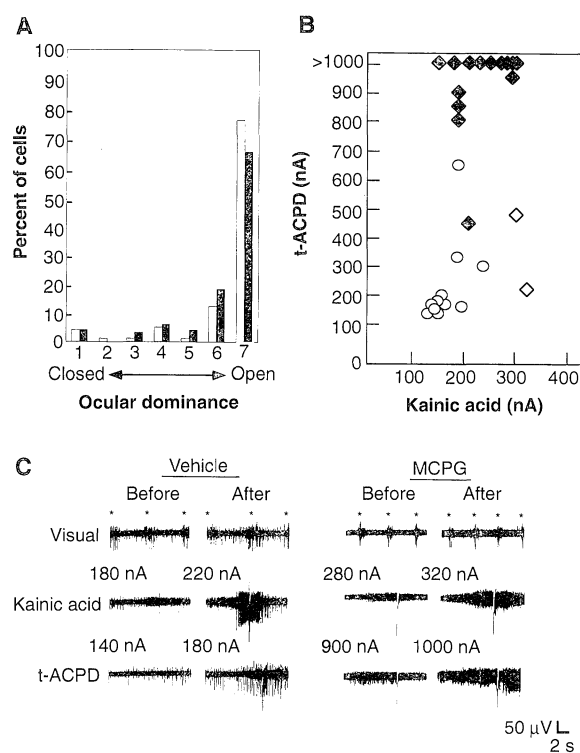 A
100
90
80
70
60
50
40
30
20
10
0
Percent of cells
1 2 3 4 5 6 7
Closed Open
Ocular dominance
B
>1000
900
800
700
600
500
400
300
200
100
0
t-ACPD (nA)
100 200 300 400
Kainic acid (nA)
C
Vehicle MCPG
Before After Before After
* * * * * * * * * * * *
Visual
180 nA 220 nA 280 nA 320 nA
Kainic acid
140 nA 180 nA 900 nA 1000 nA
t-ACPD
50 µV
2 s